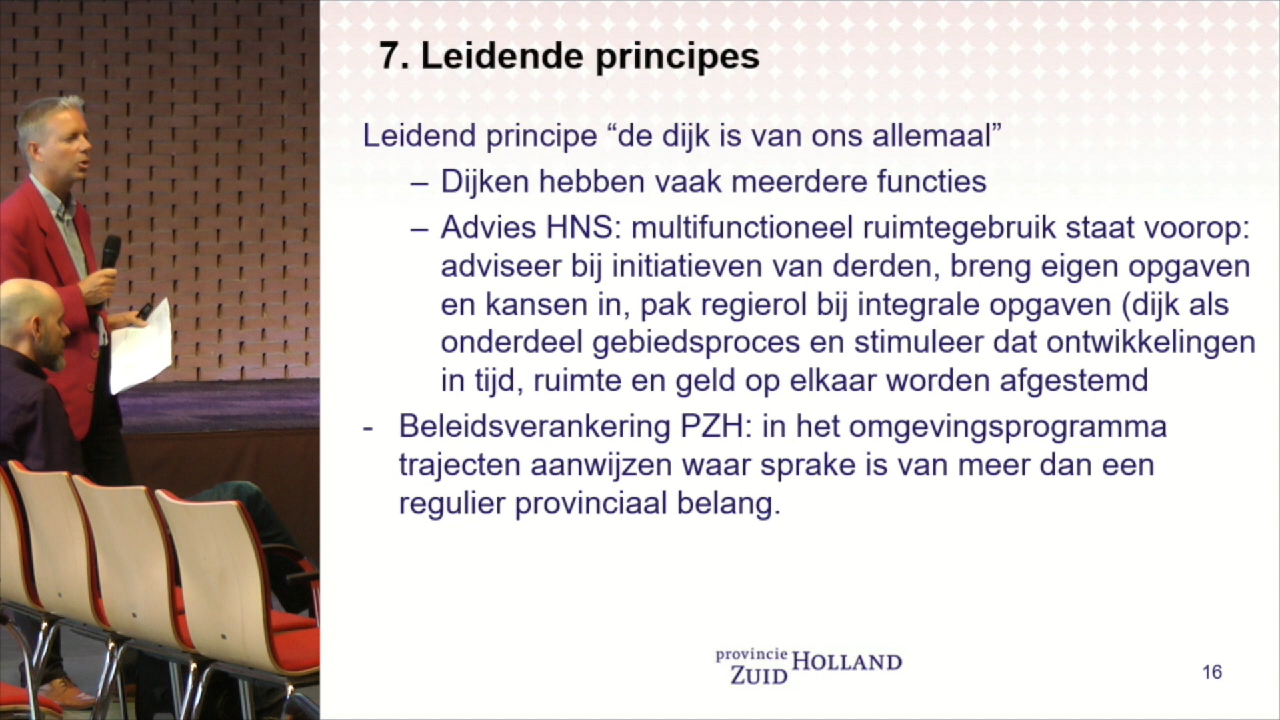 7. Leidende principes
Leidend principe “de dijk is van ons allemaal”
– Dijken hebben vaak meerdere functies
– Advies HNS: multifunctioneel ruimtegebruik staat voorop:
adviseer bij initiatieven van derden, breng eigen opgaven
en kansen in, pak regierol bij integrale opgaven (dijk als
onderdeel gebiedsproces en stimuleer dat ontwikkelingen
in tijd, ruimte en geld op elkaar worden afgestemd
- Beleidsverankering PZH: in het omgevingsprogramma
trajecten aanwijzen waar sprake is van meer dan een
regulier provinciaal belang.
provincie HOLLAND
ZUID
16